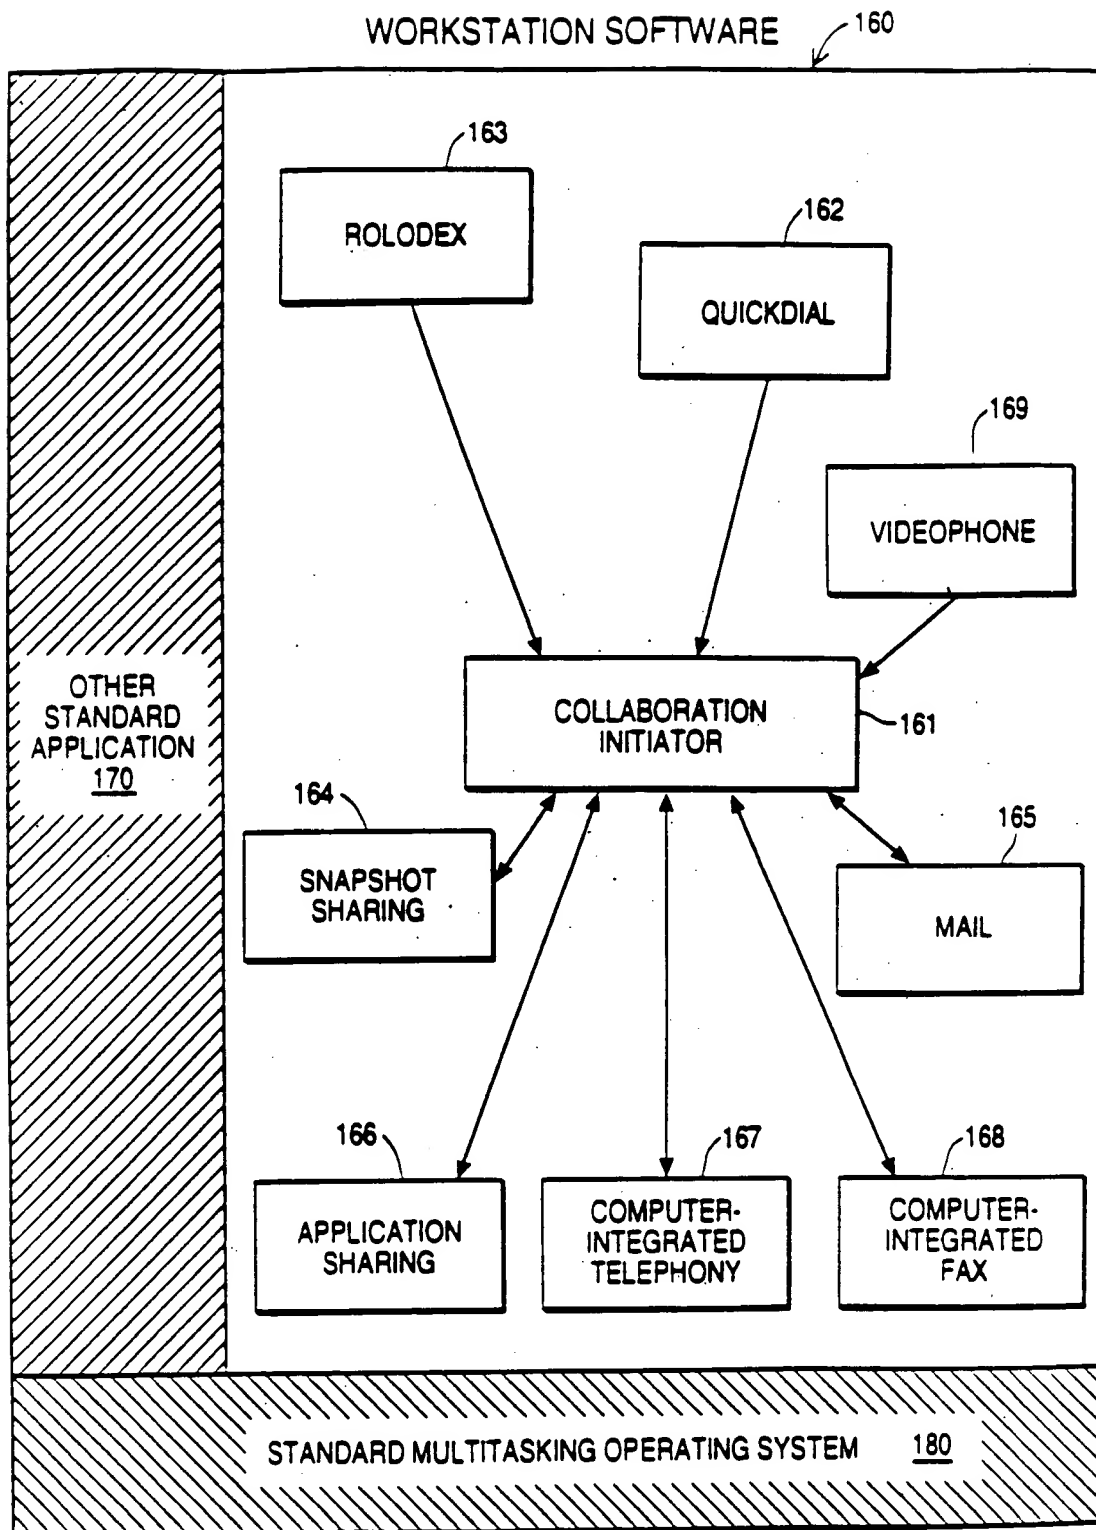 WORKSTATION SOFTWARE
160
163
ROLODEX
162
QUICKDIAL
169
VIDEOPHONE
OTHER
STANDARD
APPLICATION
170
COLLABORATION
INITIATOR
161
164
SNAPSHOT
SHARING
165
MAIL
166
APPLICATION
SHARING
167
COMPUTER-
INTEGRATED
TELEPHONY
168
COMPUTER-
INTEGRATED
FAX
STANDARD MULTITASKING OPERATING SYSTEM 180